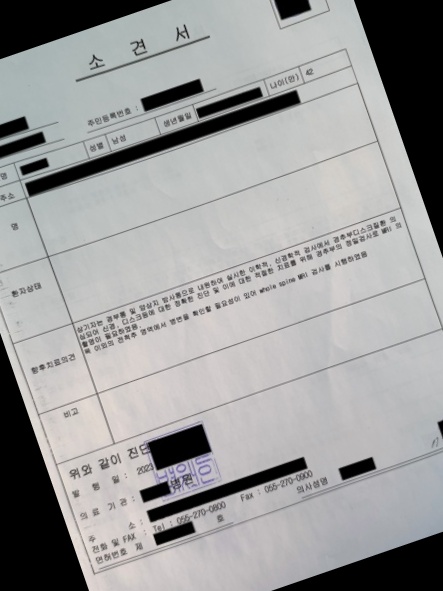 소 견 서
주민등록번호 :
명 성별 남성 생년월일 나이(만) 42
주소
명
환자상태
상기자는 경부통 및 양상지 방사통으로 내원하여 실시한 이학적, 신경학적 검사에서 경추부디스크질환 의
심되어 신경, 디스크등에 대한 정확한 진단 및 이에 대한 적절한 치료를 위해 경추부의 정밀검사로 MRI
촬영이 필요하였음.
목 이외의 전척추 영역에서 병변을 확인할 필요성이 있어 whole spine MRI 검사를 시행하였음
향후치료의견
비고
위와 같이 진단
발 행 일 : 202
의 료 기 관 : 병원
주 소 :
전화 및 FAX : Tel : 055-270-0800 Fax : 055-270-0900
면허번호 제 호 의사성명